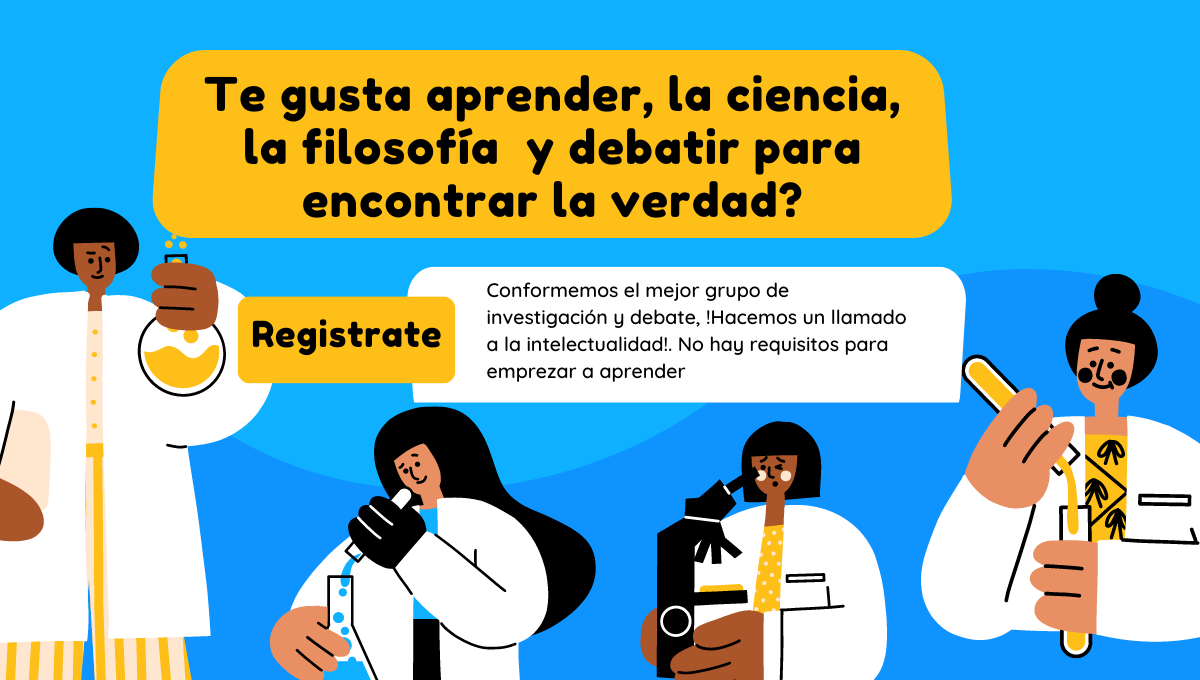 Te gusta aprender, la ciencia,
la filosofía y debatir para
encontrar la verdad?
Registrate
Conformemos el mejor grupo de
investigación y debate, !Hacemos un llamado
a la intelectualidad!. No hay requisitos para
emprezar a aprender